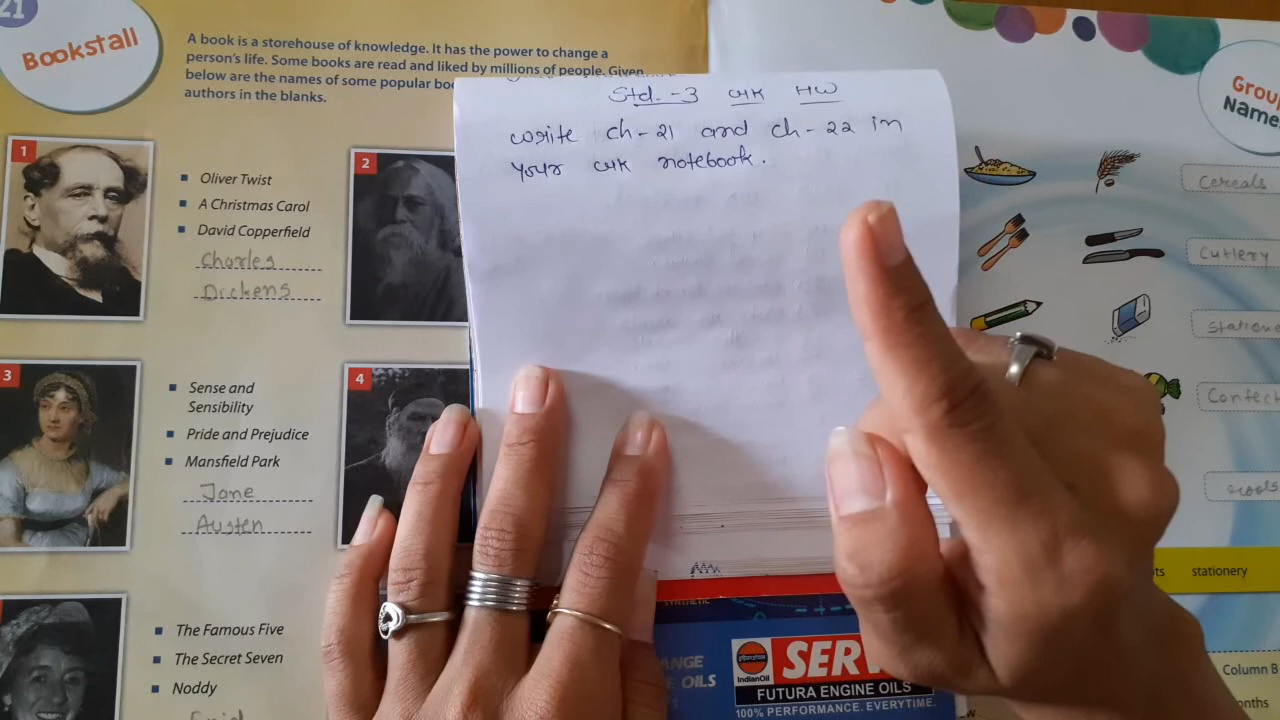 21
Bookstall
A book is a storehouse of knowledge. It has the power to change a
person's life. Some books are read and liked by millions of people. Given
below are the names of some popular
authors in the blanks.
1
Oliver Twist
A Christmas Carol
David Copperfield
Charles
Dickens
2
3
Sense and
Sensibility
Pride and Prejudice
Mansfield Park
Jane
Austen
4
The Famous Five
The Secret Seven
Noddy
Enid
Std. -3 GK HW
write ch-21 and ch-22 in
your GK notebook.
Group
Name
Cereals
Cutlery
Station
Confect
stationery
Column B
IndianOil
SERV
FUTURA ENGINE OILS
100% PERFORMANCE. EVERYTIME.
OILS
SYNTHETIC